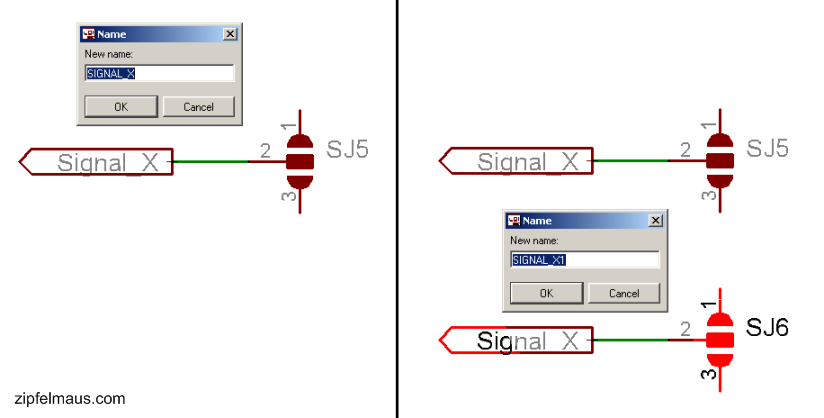 Name
New name:
SIGNAL_X
OK Cancel
1
Signal_X 2 SJ5
3
1
Signal_X 2 SJ5
3
Name
New name:
SIGNAL_X1
OK Cancel
1
Signal_X 2 SJ6
3
zipfelmaus.com